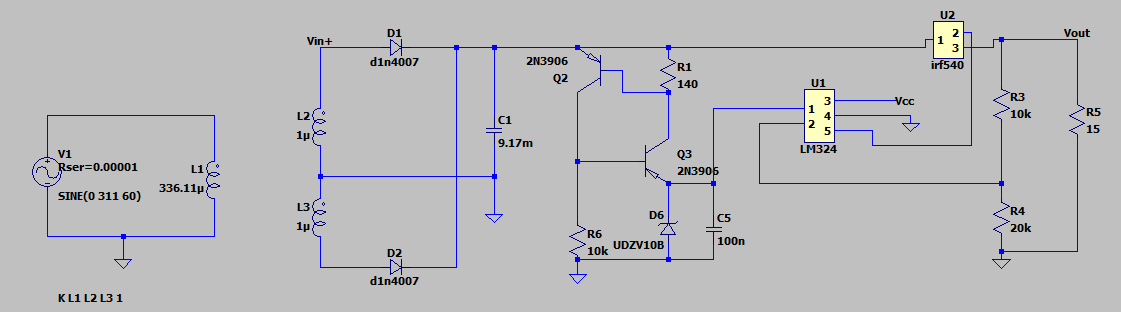 V1
Rser=0.00001
SINE(0 311 60)
L1
336.11µ
K L1 L2 L3 1
Vin+
D1
d1n4007
L2
1µ
L3
1µ
D2
d1n4007
C1
9.17m
2N3906
Q2
R1
140
Q3
2N3906
R6
10k
D6
UDZV10B
C5
100n
U1
1
2
3
4
5
LM324
Vcc
U2
1
2
3
irf540
Vout
R3
10k
R5
15
R4
20k